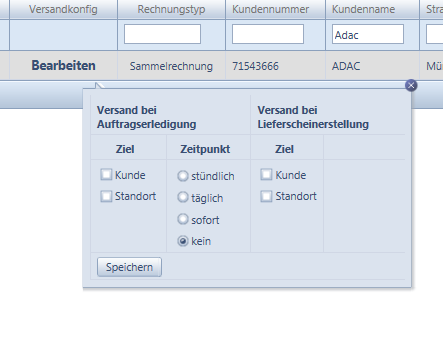 Versandkonfig Rechnungstyp Kundennummer Kundenname Stra
Adac
Bearbeiten Sammelrechnung 71543666 ADAC Mü
Versand bei Auftragserledigung
Versand bei Lieferscheinerstellung
Ziel Zeitpunkt Ziel
Kunde stündlich Kunde
Standort täglich Standort
sofort
kein
Speichern